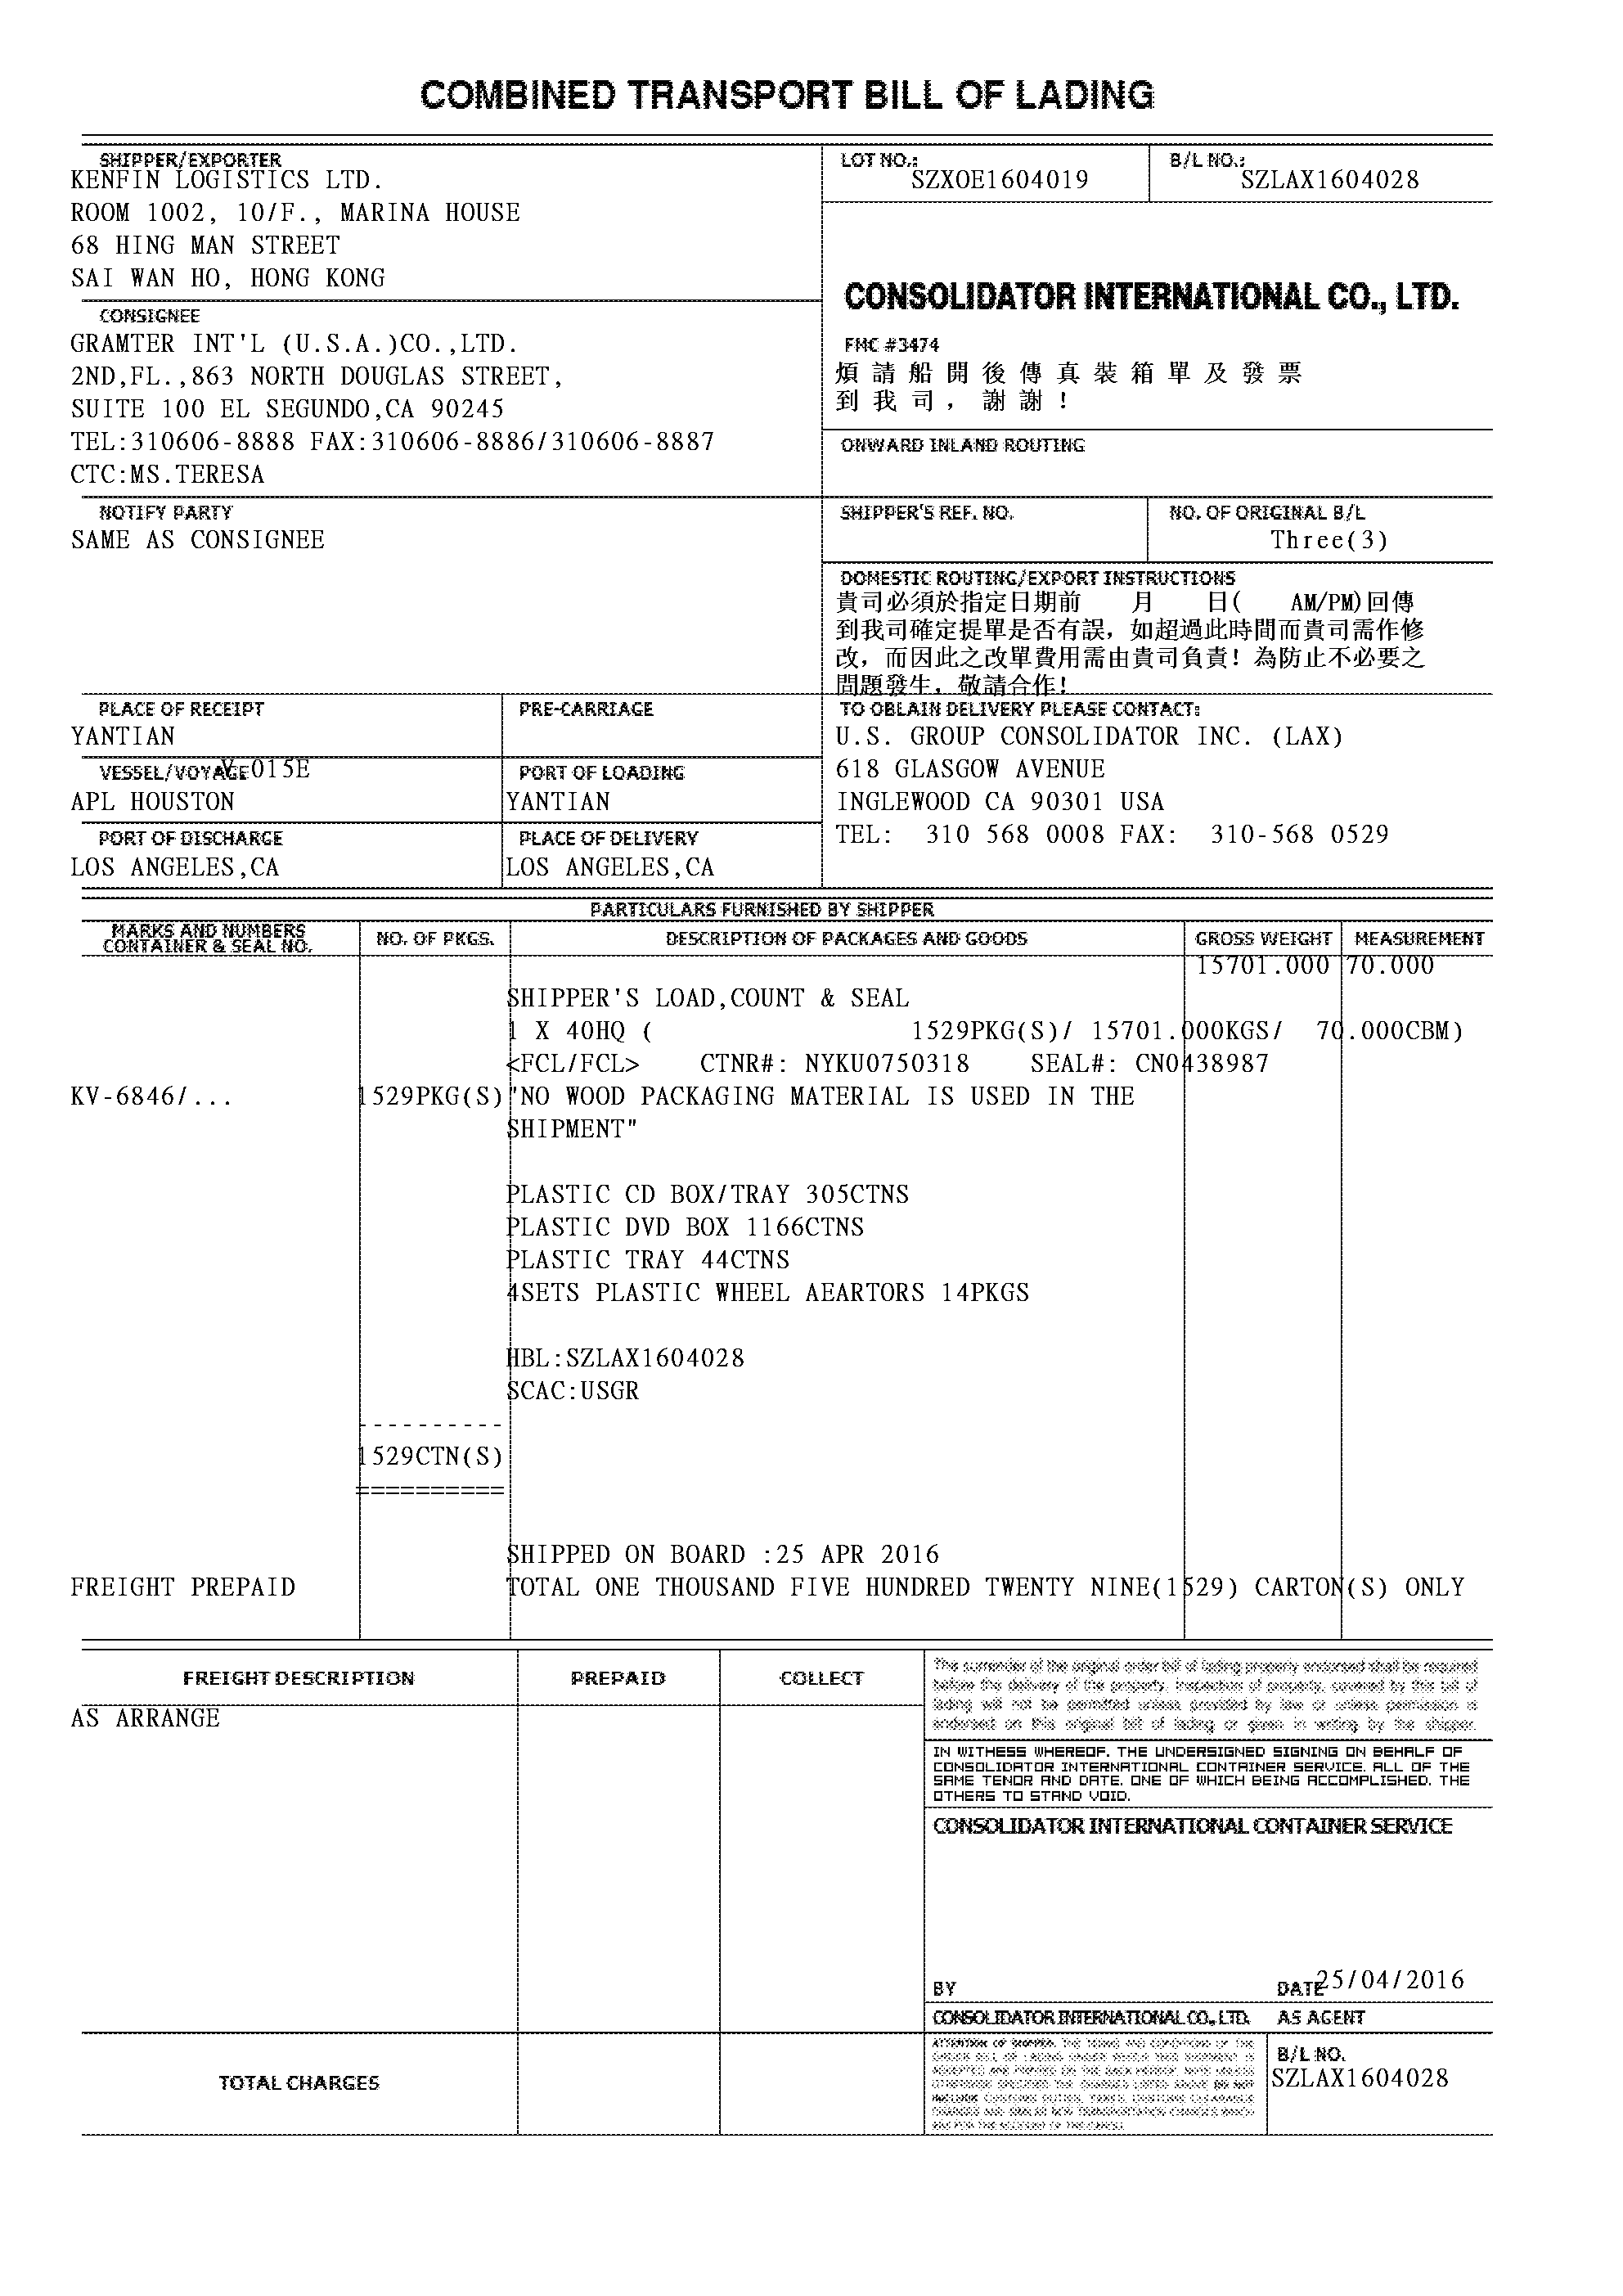 COMBINED TRANSPORT BILL OF LADING
SHIPPER/EXPORTER
KENFIN LOGISTICS LTD.
ROOM 1002, 10/F., MARINA HOUSE
68 HING MAN STREET
SAI WAN HO, HONG KONG
LOT NO.:
SZXOE1604019
B/L NO.:
SZLAX1604028
CONSOLIDATOR INTERNATIONAL CO., LTD.
FMC #3474
煩請船開後傳真裝箱單及發票
到我司，謝謝！
CONSIGNEE
GRAMTER INT'L (U.S.A.)CO.,LTD.
2ND,FL.,863 NORTH DOUGLAS STREET,
SUITE 100 EL SEGUNDO,CA 90245
TEL:310606-8888 FAX:310606-8886/310606-8887
CTC:MS.TERESA
ONWARD INLAND ROUTING
NOTIFY PARTY
SAME AS CONSIGNEE
SHIPPER'S REF. NO.
NO. OF ORIGINAL B/L
Three(3)
DOMESTIC ROUTING/EXPORT INSTRUCTIONS
貴司必須於指定日期前 月 日( AM/PM)回傳
到我司確定提單是否有誤，如超過此時間而貴司需作修
改，而因此之改單費用需由貴司負責！為防止不必要之
問題發生，敬請合作！
PLACE OF RECEIPT
YANTIAN
PRE-CARRIAGE
VESSEL/VOYAGE V.015E
APL HOUSTON
PORT OF LOADING
YANTIAN
PORT OF DISCHARGE
LOS ANGELES,CA
PLACE OF DELIVERY
LOS ANGELES,CA
TO OBLAIN DELIVERY PLEASE CONTACT:
U.S. GROUP CONSOLIDATOR INC. (LAX)
618 GLASGOW AVENUE
INGLEWOOD CA 90301 USA
TEL: 310 568 0008 FAX: 310-568 0529
PARTICULARS FURNISHED BY SHIPPER
MARKS AND NUMBERS
CONTAINER & SEAL NO.
NO. OF PKGS.
DESCRIPTION OF PACKAGES AND GOODS
GROSS WEIGHT
MEASUREMENT
15701.000 70.000
SHIPPER'S LOAD,COUNT & SEAL
1 X 40HQ ( 1529PKG(S)/ 15701.000KGS/ 70.000CBM)
<FCL/FCL> CTNR#: NYKU0750318 SEAL#: CN0438987
KV-6846/... 1529PKG(S) "NO WOOD PACKAGING MATERIAL IS USED IN THE
SHIPMENT"
PLASTIC CD BOX/TRAY 305CTNS
PLASTIC DVD BOX 1166CTNS
PLASTIC TRAY 44CTNS
4SETS PLASTIC WHEEL AEARTORS 14PKGS
HBL:SZLAX1604028
SCAC:USGR
----------
1529CTN(S)
==========
SHIPPED ON BOARD :25 APR 2016
FREIGHT PREPAID TOTAL ONE THOUSAND FIVE HUNDRED TWENTY NINE(1529) CARTON(S) ONLY
FREIGHT DESCRIPTION
PREPAID
COLLECT
AS ARRANGE
The surrender of the original order bill of lading properly endorsed shall be required
before the delivery of the property. Inspection of property covered by this bill of
lading will not be permitted unless provided by law or unless permission is
endorsed on this original bill of lading or given in writing by the shipper.
IN WITHESS WHEREOF, THE UNDERSIGNED SIGNING ON BEHALF OF
CONSOLIDATOR INTERNATIONAL CONTAINER SERVICE. ALL OF THE
SAME TENOR AND DATE, ONE OF WHICH BEING ACCOMPLISHED, THE
OTHERS TO STAND VOID.
CONSOLIDATOR INTERNATIONAL CONTAINER SERVICE
BY
DATE 25/04/2016
CONSOLIDATOR INTERNATIONAL CO., LTD. AS AGENT
TOTAL CHARGES
B/L NO.
SZLAX1604028